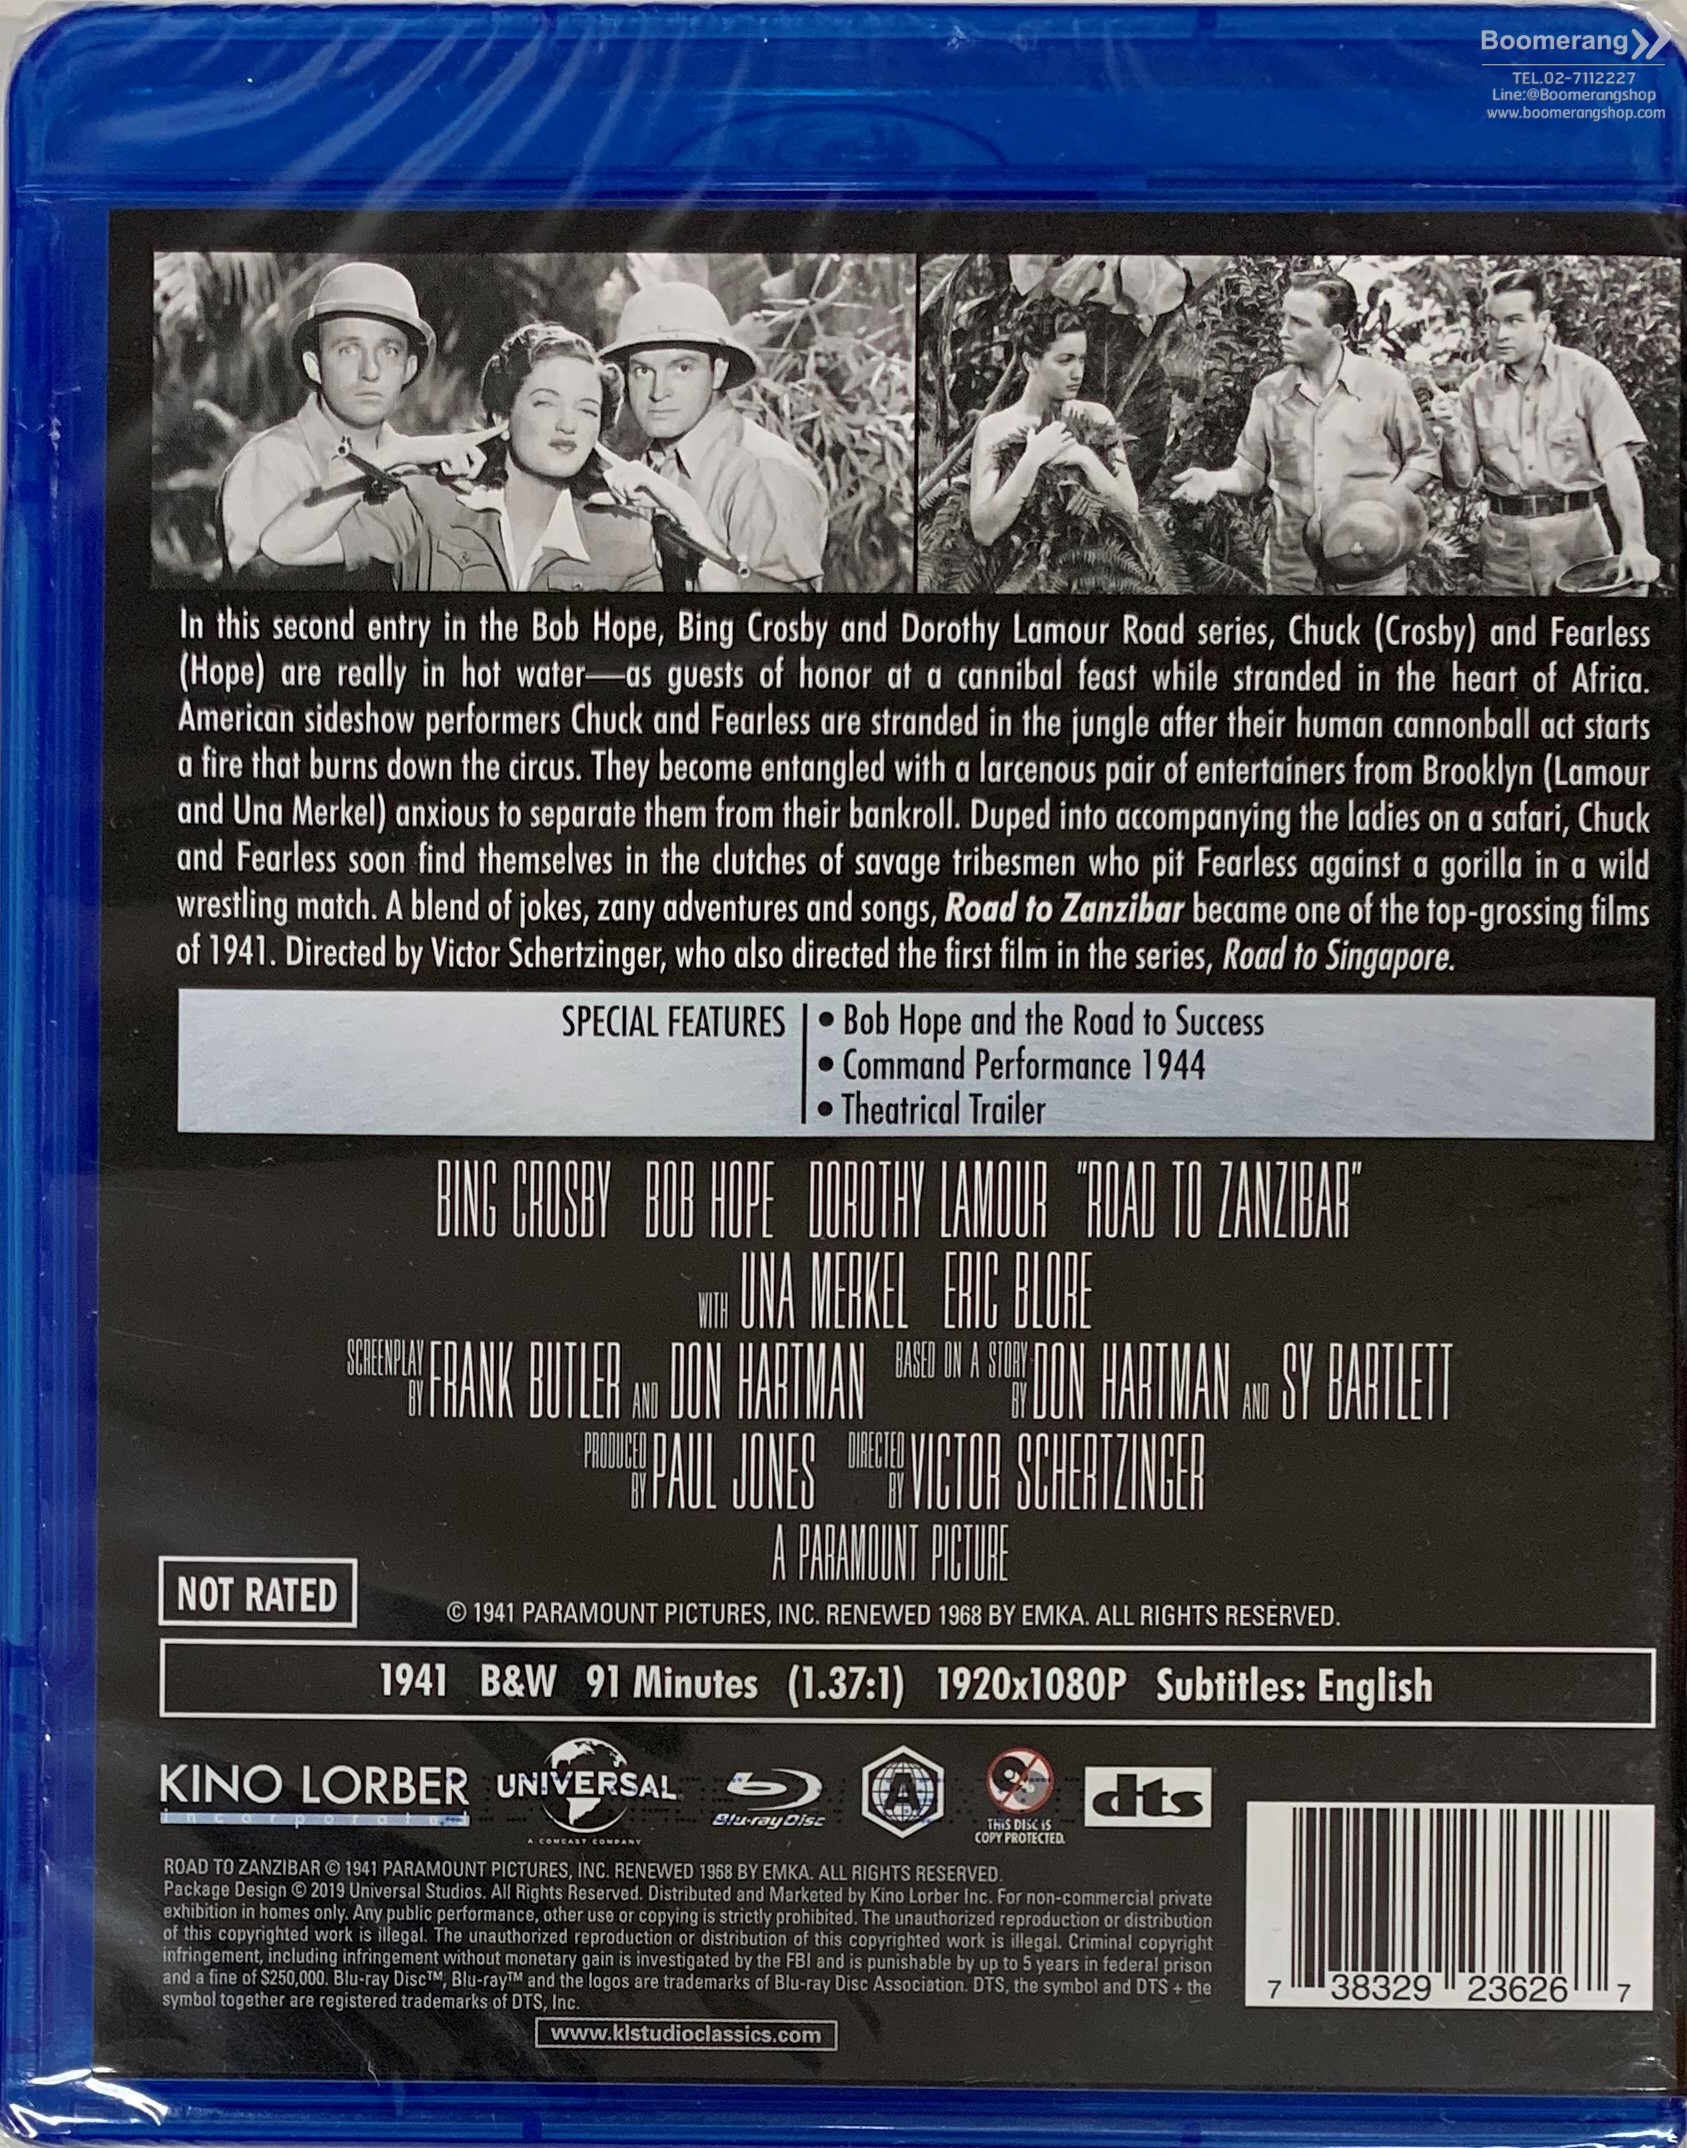 Boomerang
TEL.02-7112227
Line:@Boomerangshop
www.boomerangshop.com
In this second entry in the Bob Hope, Bing Crosby and Dorothy Lamour Road series, Chuck (Crosby) and Fearless
(Hope) are really in hot water—as guests of honor at a cannibal feast while stranded in the heart of Africa.
American sideshow performers Chuck and Fearless are stranded in the jungle after their human cannonball act starts
a fire that burns down the circus. They become entangled with a larcenous pair of entertainers from Brooklyn (Lamour
and Una Merkel) anxious to separate them from their bankroll. Duped into accompanying the ladies on a safari, Chuck
and Fearless soon find themselves in the clutches of savage tribesmen who pit Fearless against a gorilla in a wild
wrestling match. A blend of jokes, zany adventures and songs, Road to Zanzibar became one of the top-grossing films
of 1941. Directed by Victor Schertzinger, who also directed the first film in the series, Road to Singapore.
SPECIAL FEATURES • Bob Hope and the Road to Success
• Command Performance 1944
• Theatrical Trailer
BING CROSBY BOB HOPE DOROTHY LAMOUR "ROAD TO ZANZIBAR"
WITH UNA MERKEL ERIC BLORE
SCREENPLAY BY FRANK BUTLER AND DON HARTMAN BASED ON A STORY BY DON HARTMAN AND SY BARTLETT
PRODUCED BY PAUL JONES DIRECTED BY VICTOR SCHERTZINGER
A PARAMOUNT PICTURE
NOT RATED
© 1941 PARAMOUNT PICTURES, INC. RENEWED 1968 BY EMKA. ALL RIGHTS RESERVED.
1941 B&W 91 Minutes (1.37:1) 1920x1080P Subtitles: English
KINO LORBER
incorporated
UNIVERSAL
A COMCAST COMPANY
Blu-ray Disc
A
THIS DISC IS
COPY PROTECTED.
dts
ROAD TO ZANZIBAR © 1941 PARAMOUNT PICTURES, INC. RENEWED 1968 BY EMKA. ALL RIGHTS RESERVED.
Package Design © 2019 Universal Studios. All Rights Reserved. Distributed and Marketed by Kino Lorber Inc. For non-commercial private
exhibition in homes only. Any public performance, other use or copying is strictly prohibited. The unauthorized reproduction or distribution
of this copyrighted work is illegal. The unauthorized reproduction or distribution of this copyrighted work is illegal. Criminal copyright
infringement, including infringement without monetary gain is investigated by the FBI and is punishable by up to 5 years in federal prison
and a fine of $250,000. Blu-ray Disc™, Blu-ray™ and the logos are trademarks of Blu-ray Disc Association. DTS, the symbol and DTS + the
symbol together are registered trademarks of DTS, Inc.
www.klstudioclassics.com
7 38329 23626 7